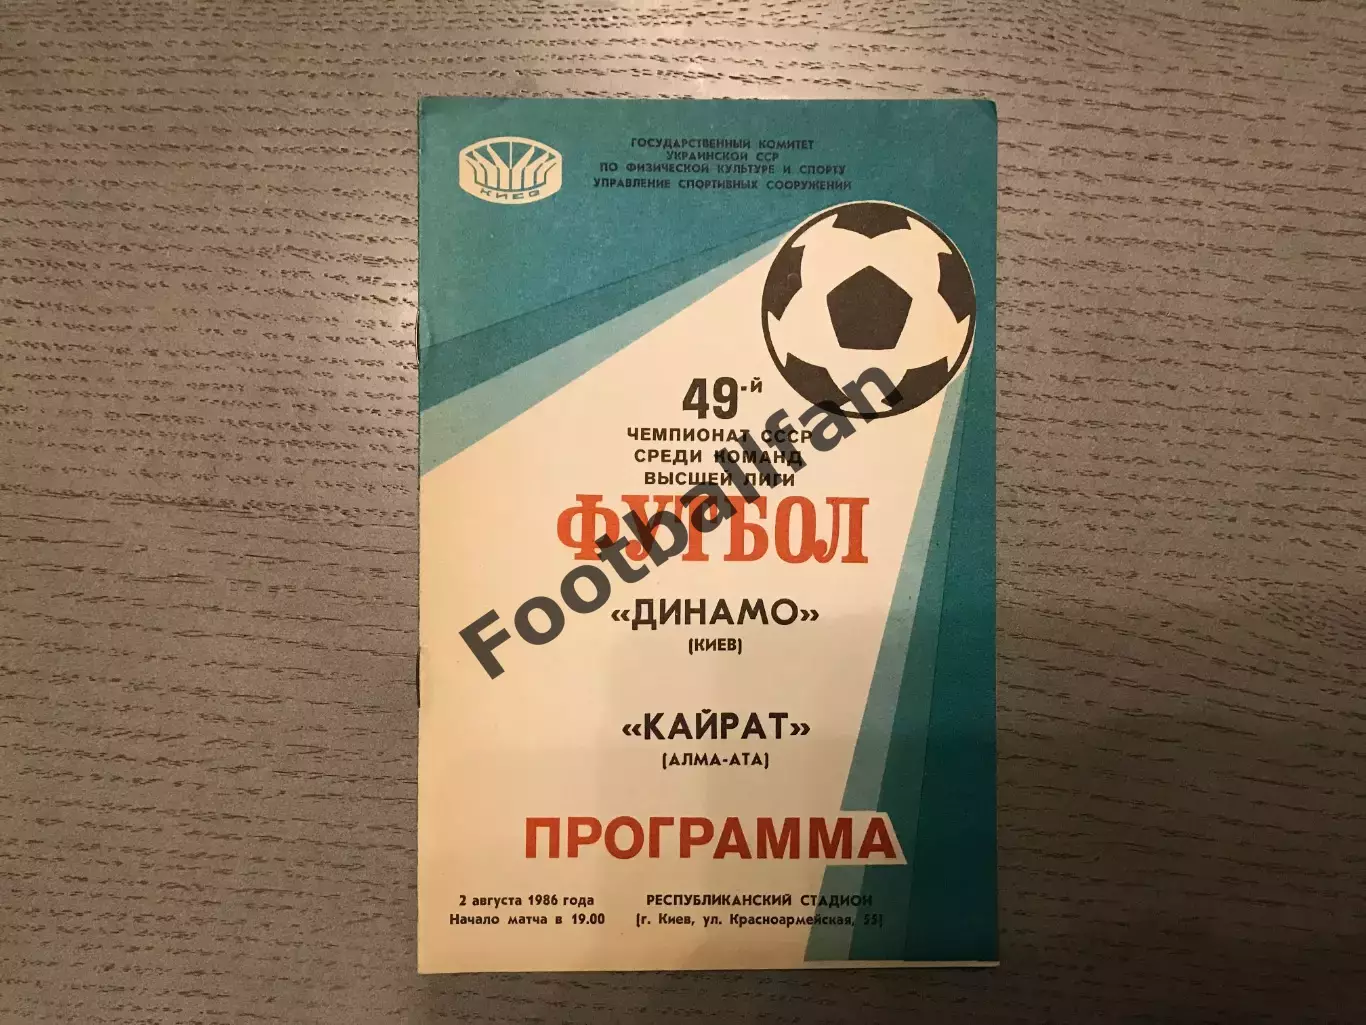 КИЕВ
ГОСУДАРСТВЕННЫЙ КОМИТЕТ
УКРАИНСКОЙ ССР
ПО ФИЗИЧЕСКОЙ КУЛЬТУРЕ И СПОРТУ
УПРАВЛЕНИЕ СПОРТИВНЫХ СООРУЖЕНИЙ
49-й
ЧЕМПИОНАТ СССР
СРЕДИ КОМАНД
ВЫСШЕЙ ЛИГИ
ФУТБОЛ
«ДИНАМО»
(КИЕВ)
«КАЙРАТ»
(АЛМА-АТА)
ПРОГРАММА
2 августа 1986 года
Начало матча в 19.00
РЕСПУБЛИКАНСКИЙ СТАДИОН
(г. Киев, ул. Красноармейская, 55)
Footballfan